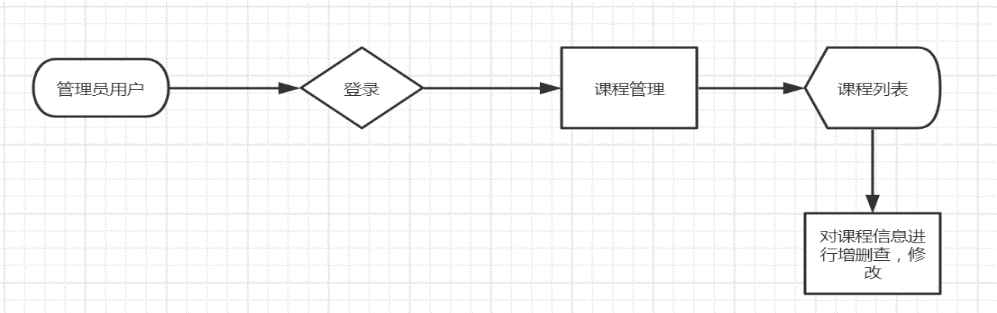 管理员用户
登录
课程管理
课程列表
对课程信息进
行增删查，修
改